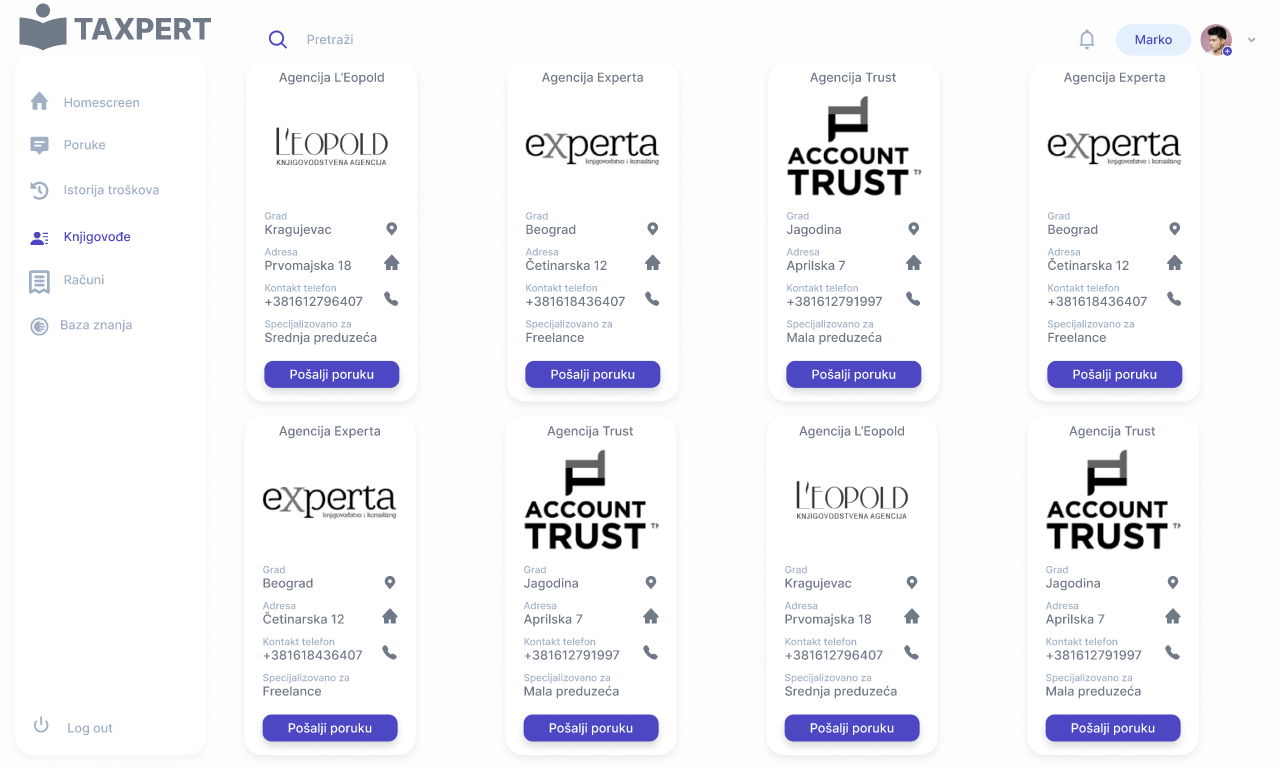 TAXPERT
Pretraži
Marko
Homescreen
Poruke
Istorija troškova
Knjigovođe
Računi
Baza znanja
Log out
Agencija L'Eopold
L'EOPOLD
KNJIGOVODSTVENA AGENCIJA
Grad
Kragujevac
Adresa
Prvomajska 18
Kontakt telefon
+381612796407
Specijalizovano za
Srednja preduzeća
Pošalji poruku
Agencija Experta
experta
knjigovodstvo i konsalting
Grad
Beograd
Adresa
Četinarska 12
Kontakt telefon
+381618436407
Specijalizovano za
Freelance
Pošalji poruku
Agencija Trust
ACCOUNT
TRUST™
Grad
Jagodina
Adresa
Aprilska 7
Kontakt telefon
+381612791997
Specijalizovano za
Mala preduzeća
Pošalji poruku
Agencija Experta
experta
knjigovodstvo i konsalting
Grad
Beograd
Adresa
Četinarska 12
Kontakt telefon
+381618436407
Specijalizovano za
Freelance
Pošalji poruku
Agencija Experta
experta
knjigovodstvo i konsalting
Grad
Beograd
Adresa
Četinarska 12
Kontakt telefon
+381618436407
Specijalizovano za
Freelance
Pošalji poruku
Agencija Trust
ACCOUNT
TRUST™
Grad
Jagodina
Adresa
Aprilska 7
Kontakt telefon
+381612791997
Specijalizovano za
Mala preduzeća
Pošalji poruku
Agencija L'Eopold
L'EOPOLD
KNJIGOVODSTVENA AGENCIJA
Grad
Kragujevac
Adresa
Prvomajska 18
Kontakt telefon
+381612796407
Specijalizovano za
Srednja preduzeća
Pošalji poruku
Agencija Trust
ACCOUNT
TRUST™
Grad
Jagodina
Adresa
Aprilska 7
Kontakt telefon
+381612791997
Specijalizovano za
Mala preduzeća
Pošalji poruku